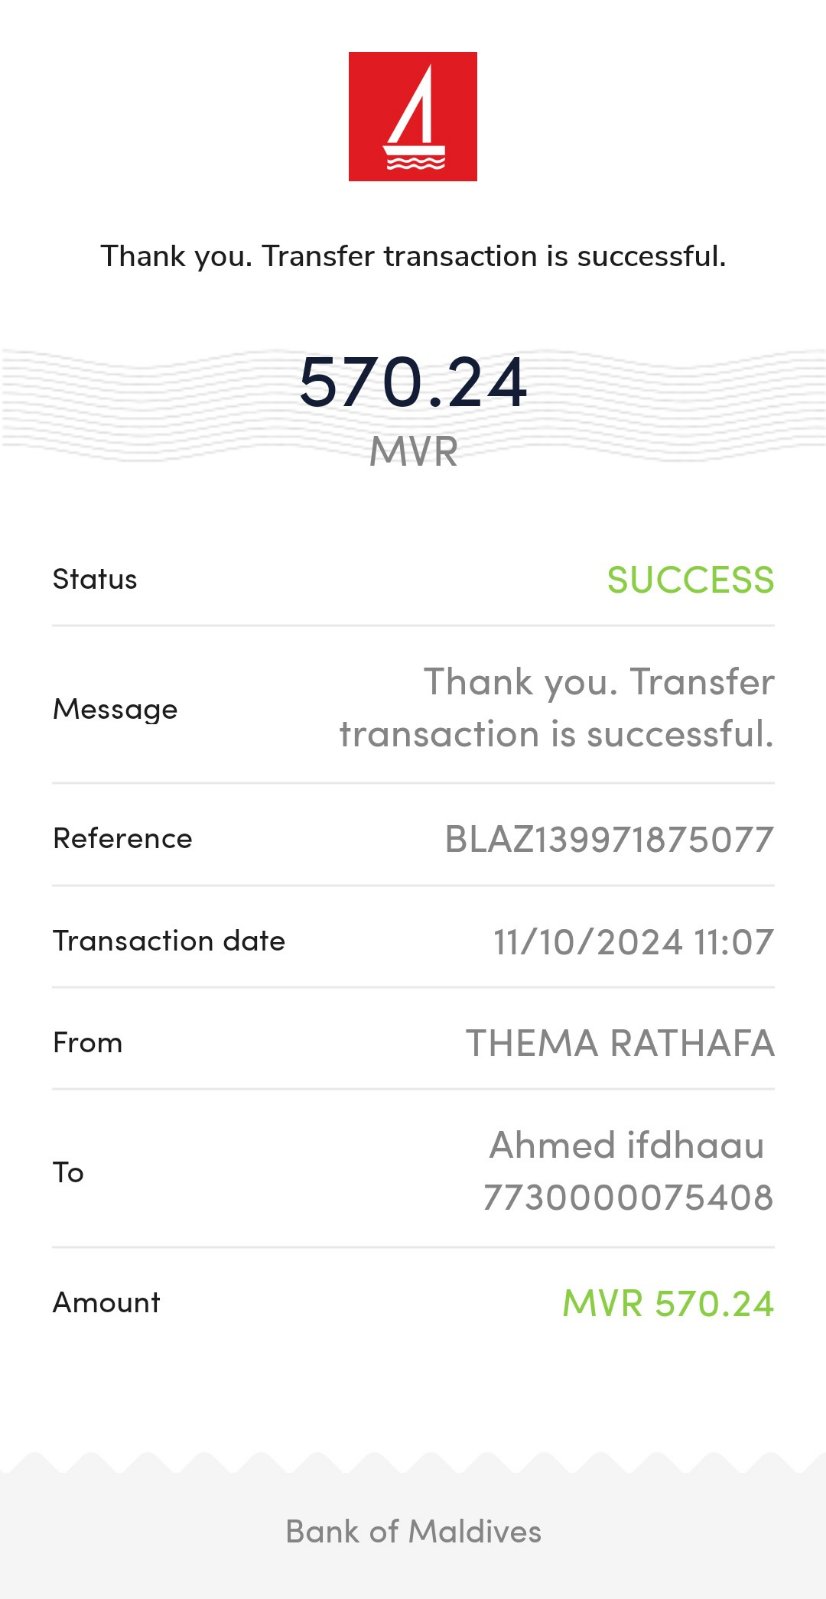 Thank you. Transfer transaction is successful.
570.24
MVR
Status
SUCCESS
Message
Thank you. Transfer
transaction is successful.
Reference
BLAZ139971875077
Transaction date
11/10/2024 11:07
From
THEMA RATHAFA
To
Ahmed ifdhaau
7730000075408
Amount
MVR 570.24
Bank of Maldives